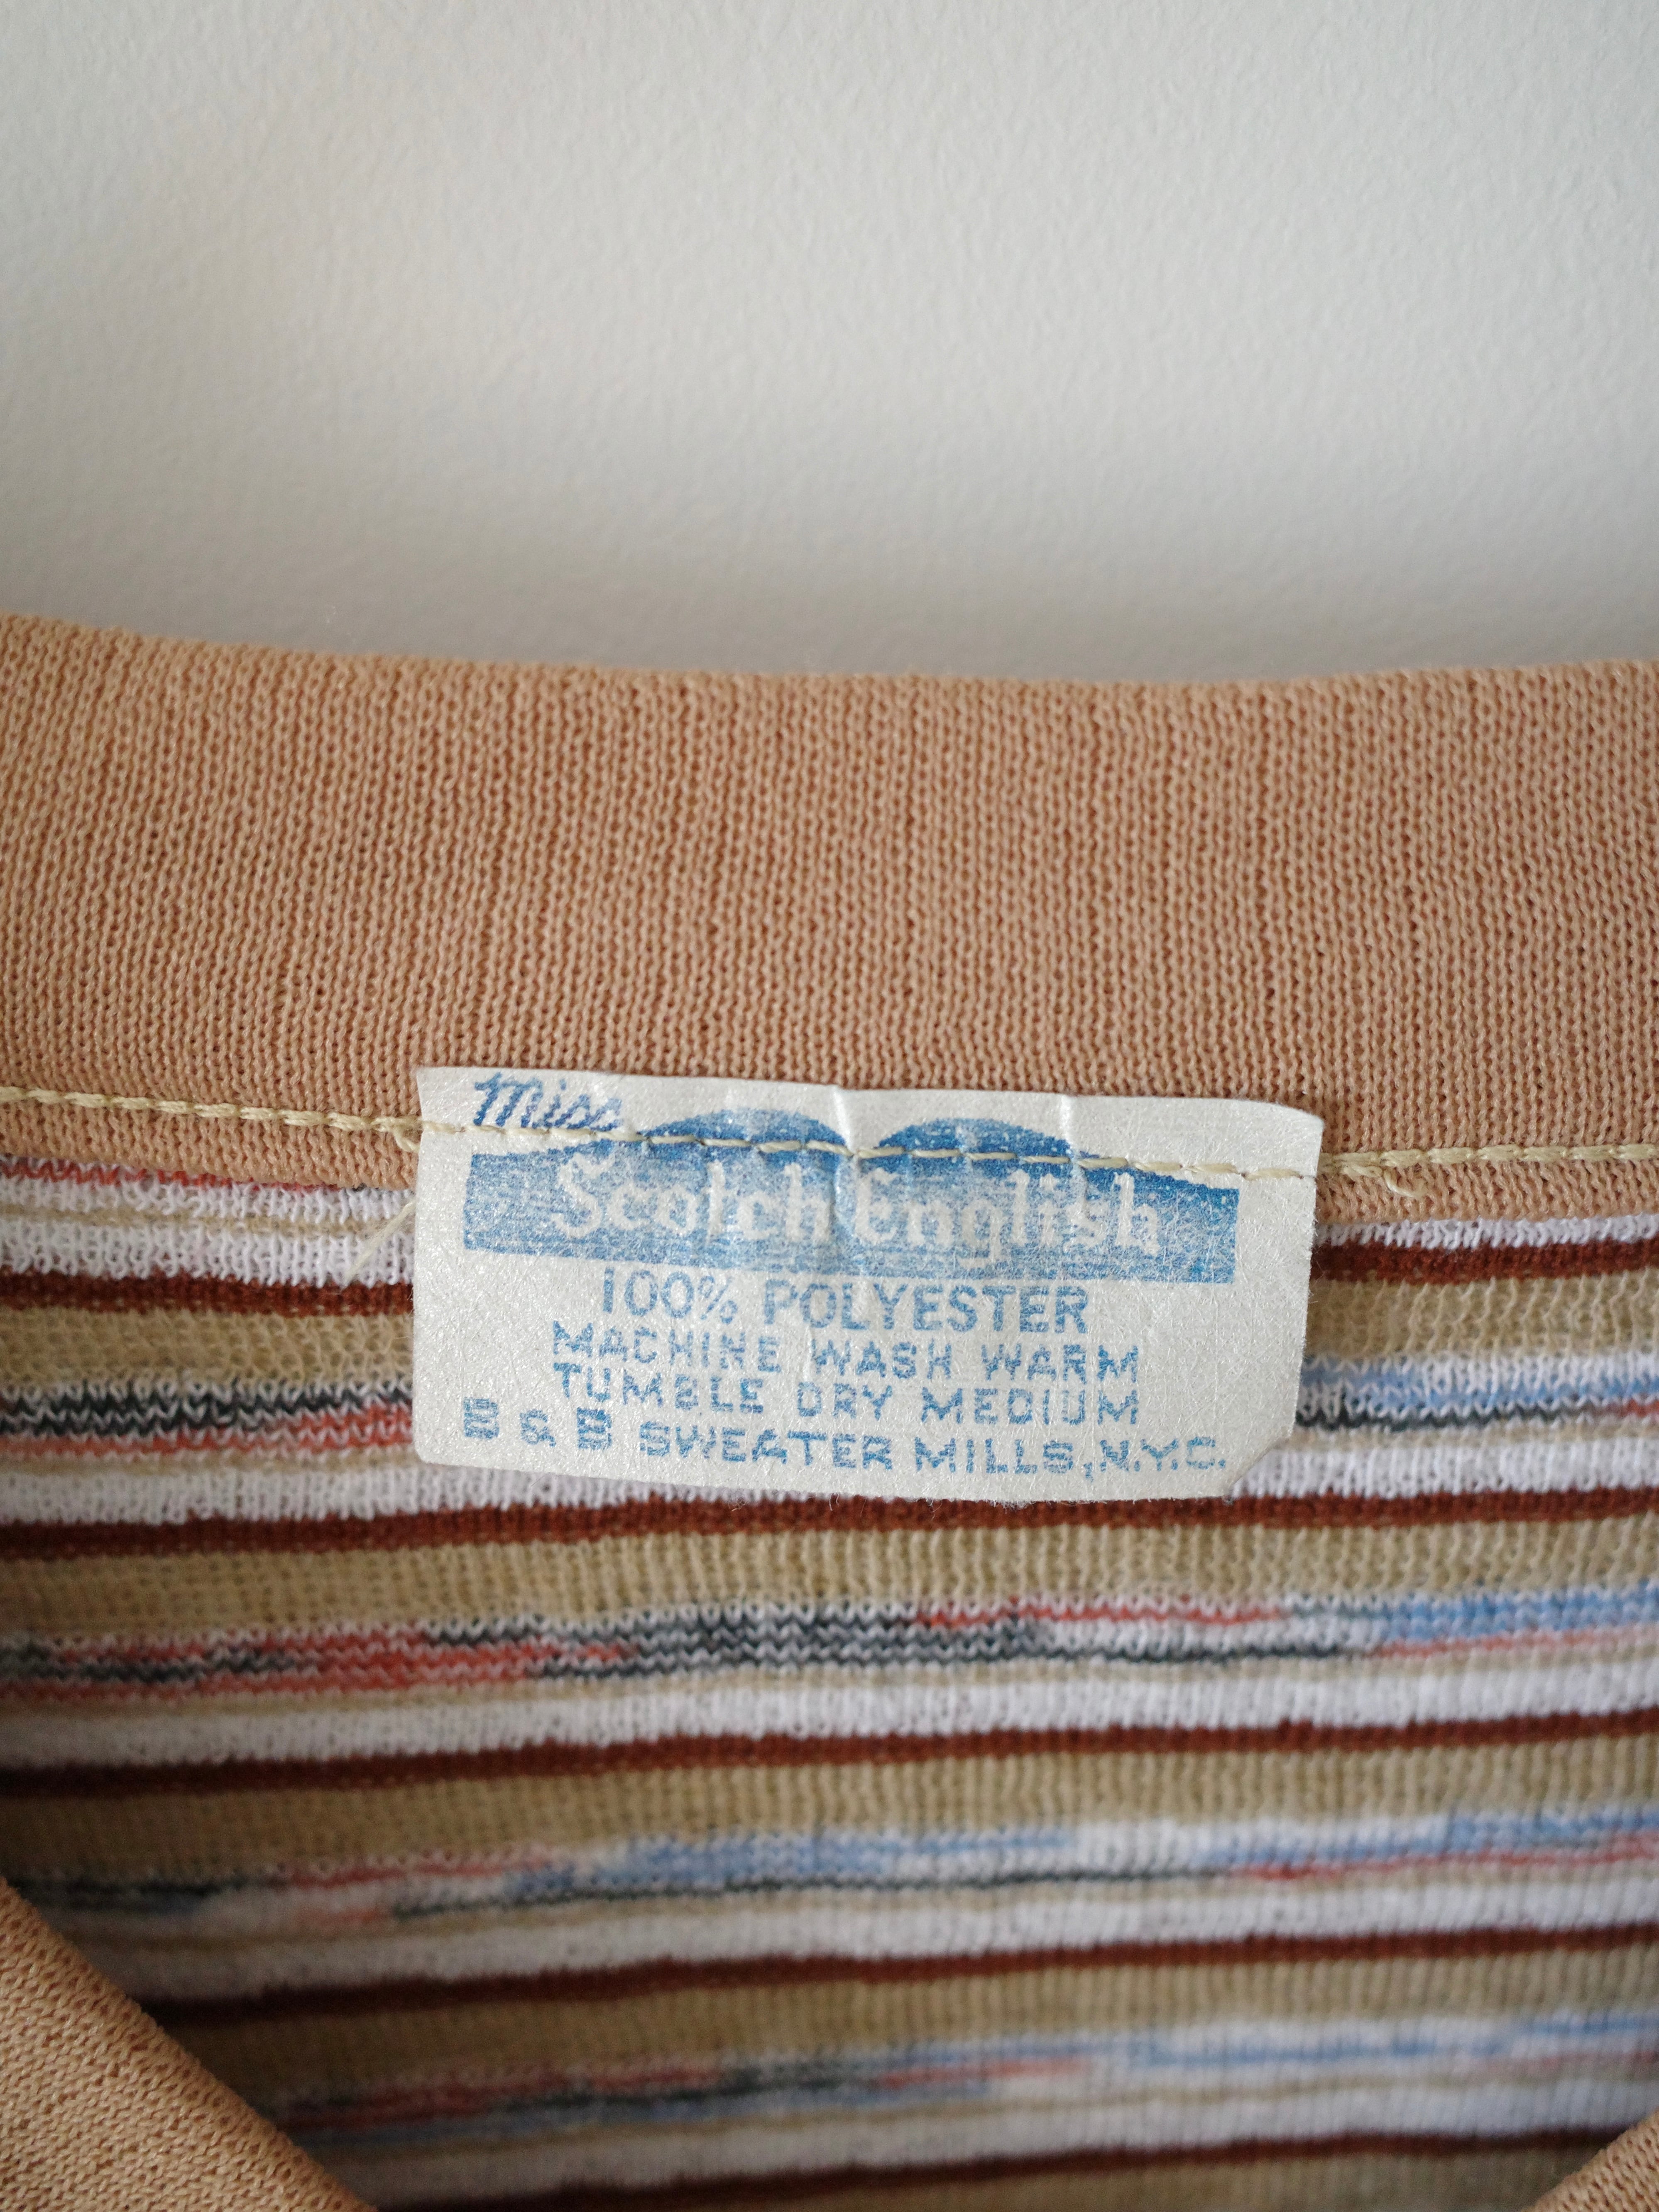 Miss
Scotch English
100% POLYESTER
MACHINE WASH WARM
TUMBLE DRY MEDIUM
B & B SWEATER MILLS, N.Y.C.